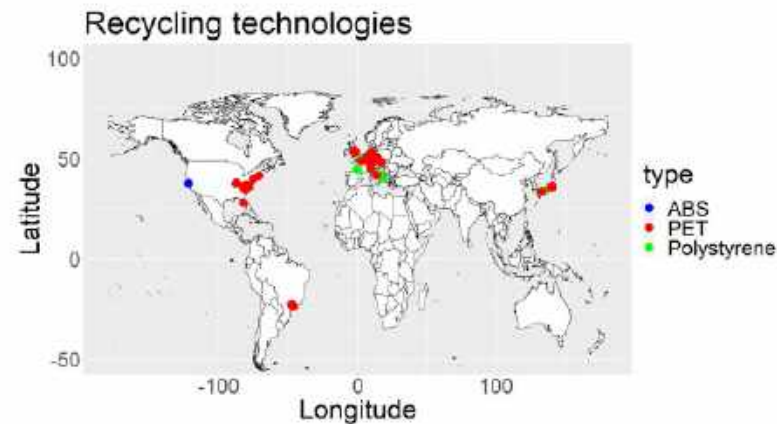 Recycling technologies
100
50
0
-50
Latitude
-100 0 100
Longitude
type
ABS
PET
Polystyrene